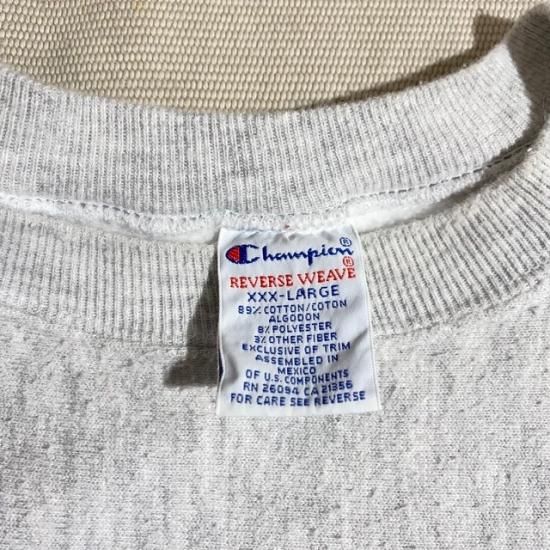 Champion®
REVERSE WEAVE®
XXX-LARGE
89% COTTON/COTON
ALGODON
8% POLYESTER
3% OTHER FIBER
EXCLUSIVE OF TRIM
ASSEMBLED IN
MEXICO
OF U.S. COMPONENTS
RN 26094 CA 21356
FOR CARE SEE REVERSE